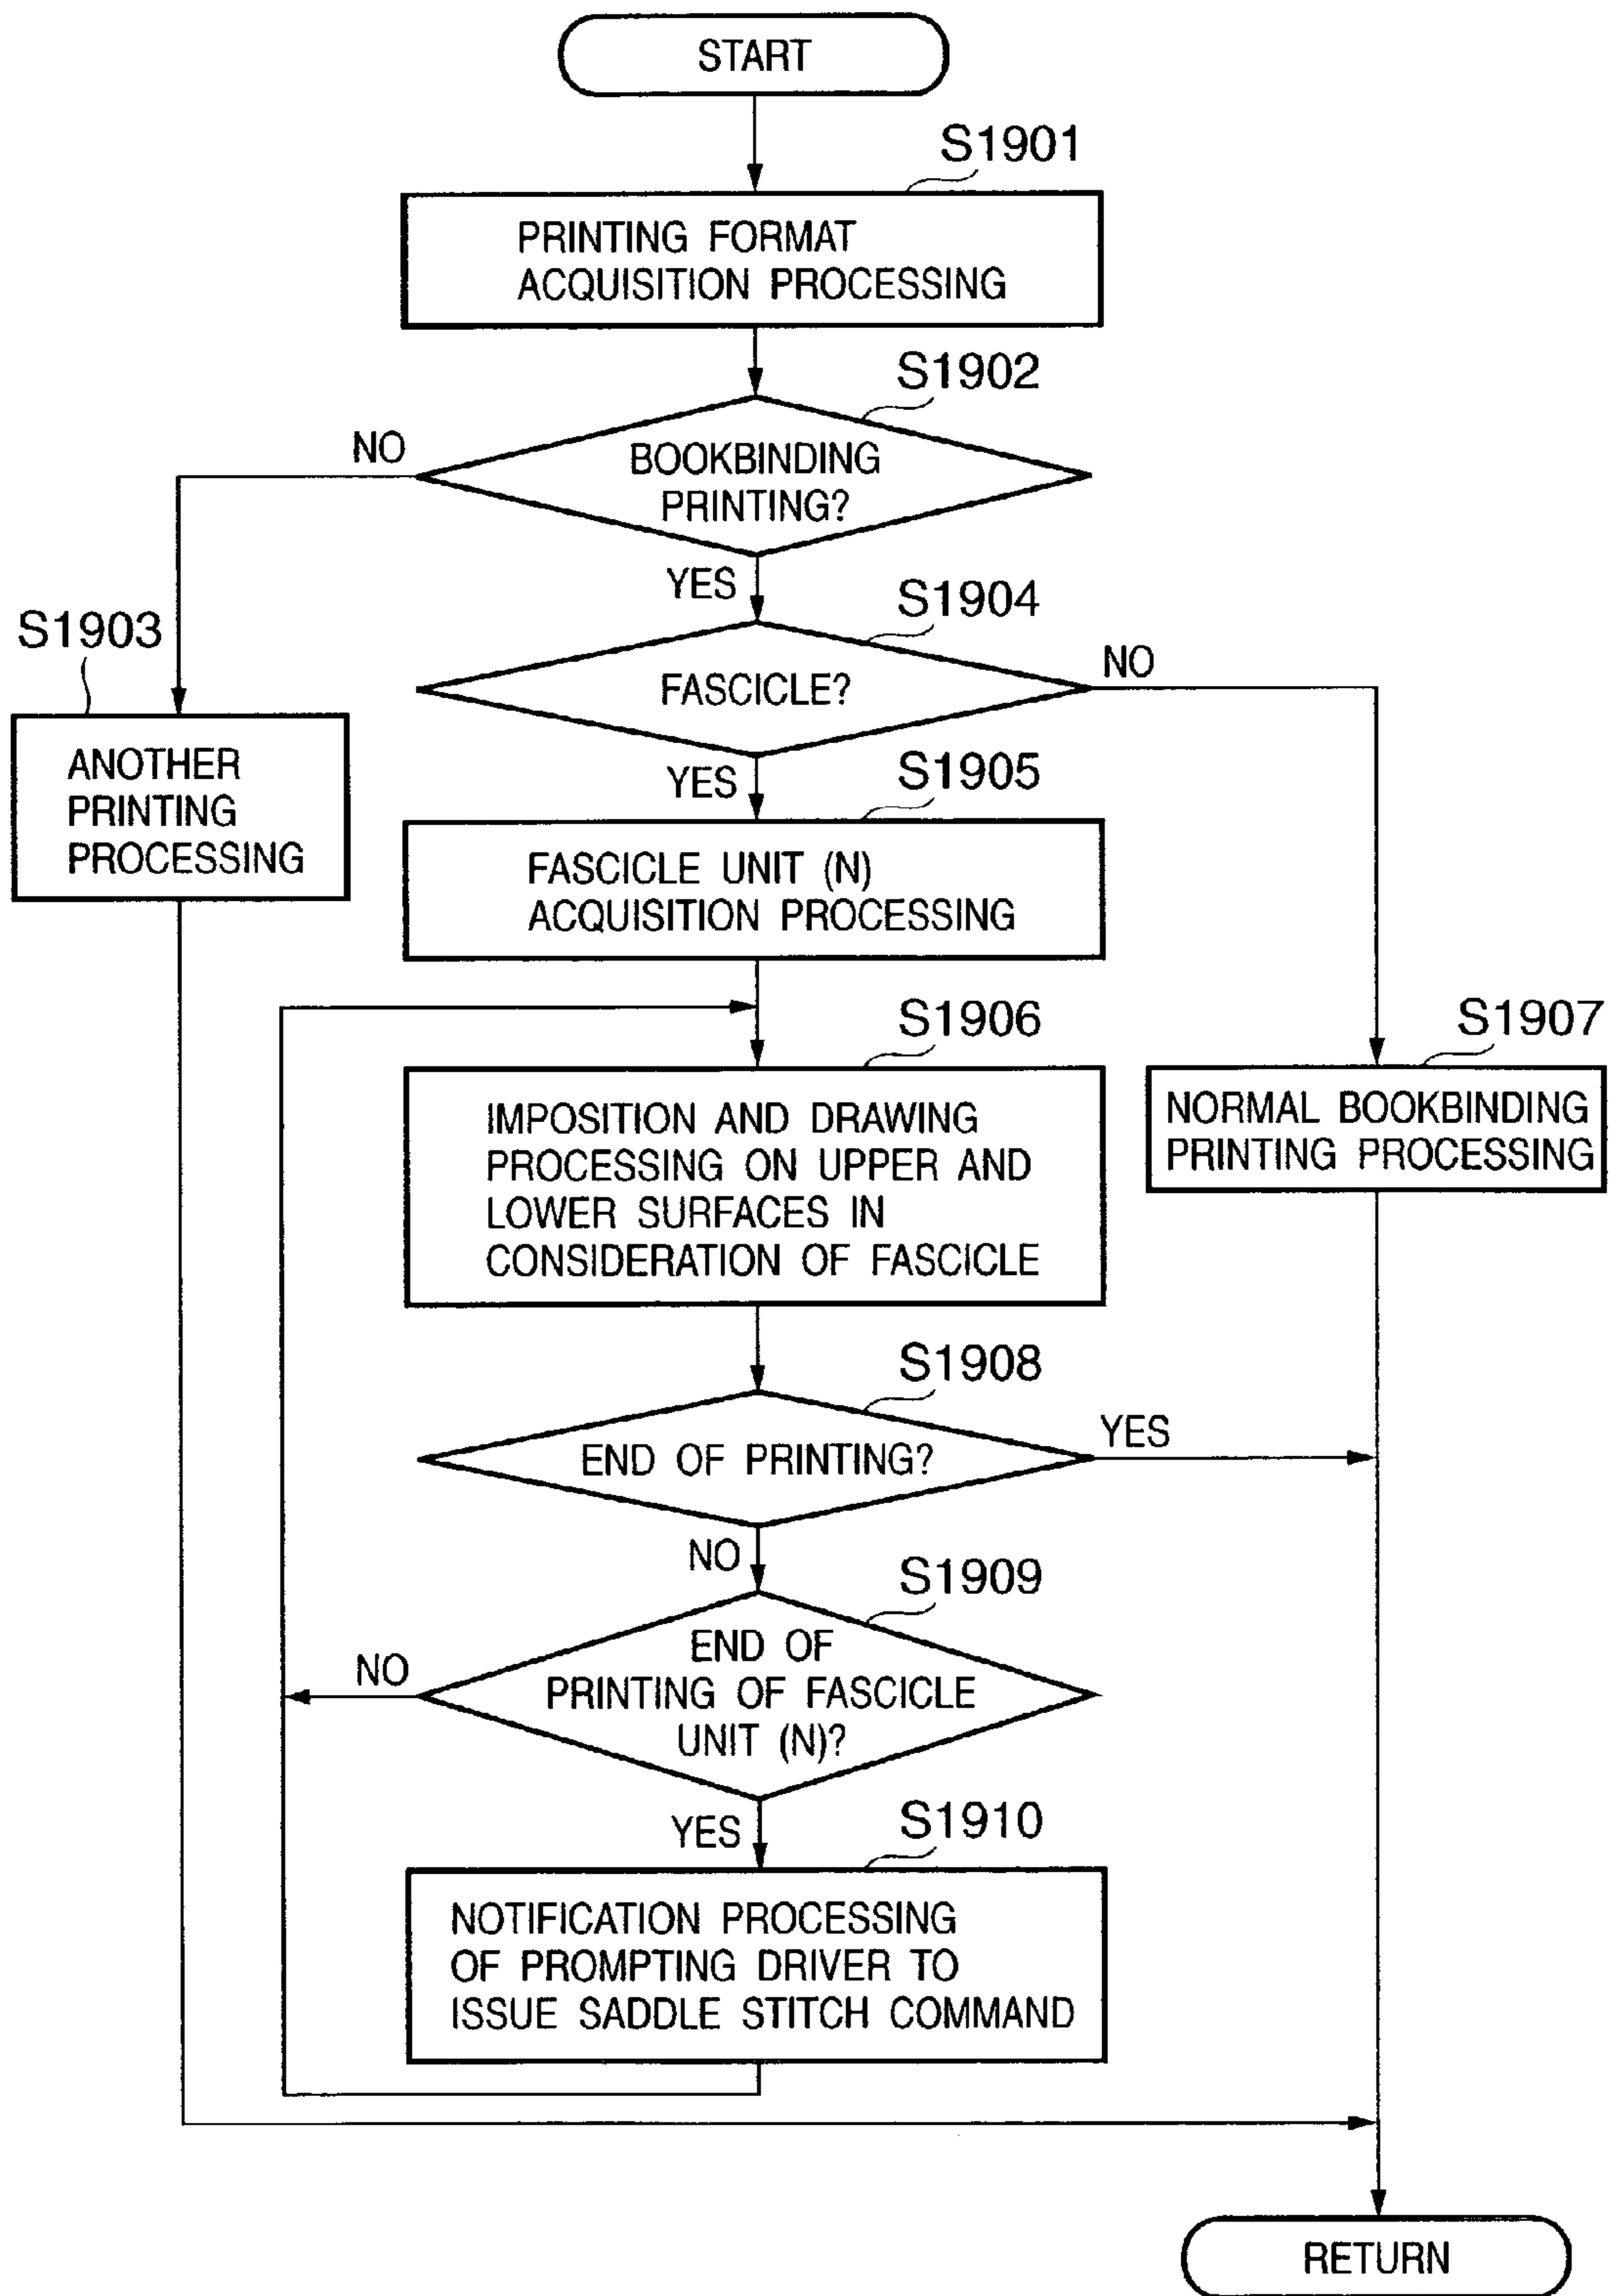 START
S1901
PRINTING FORMAT
ACQUISITION PROCESSING
S1902
NO
BOOKBINDING
PRINTING?
YES
S1904
S1903
NO
FASCICLE?
ANOTHER
PRINTING
PROCESSING
YES
S1905
FASCICLE UNIT (N)
ACQUISITION PROCESSING
S1906
S1907
IMPOSITION AND DRAWING
PROCESSING ON UPPER AND
LOWER SURFACES IN
CONSIDERATION OF FASCICLE
NORMAL BOOKBINDING
PRINTING PROCESSING
S1908
YES
END OF PRINTING?
NO
S1909
NO
END OF
PRINTING OF FASCICLE
UNIT (N)?
YES
S1910
NOTIFICATION PROCESSING
OF PROMPTING DRIVER TO
ISSUE SADDLE STITCH COMMAND
RETURN